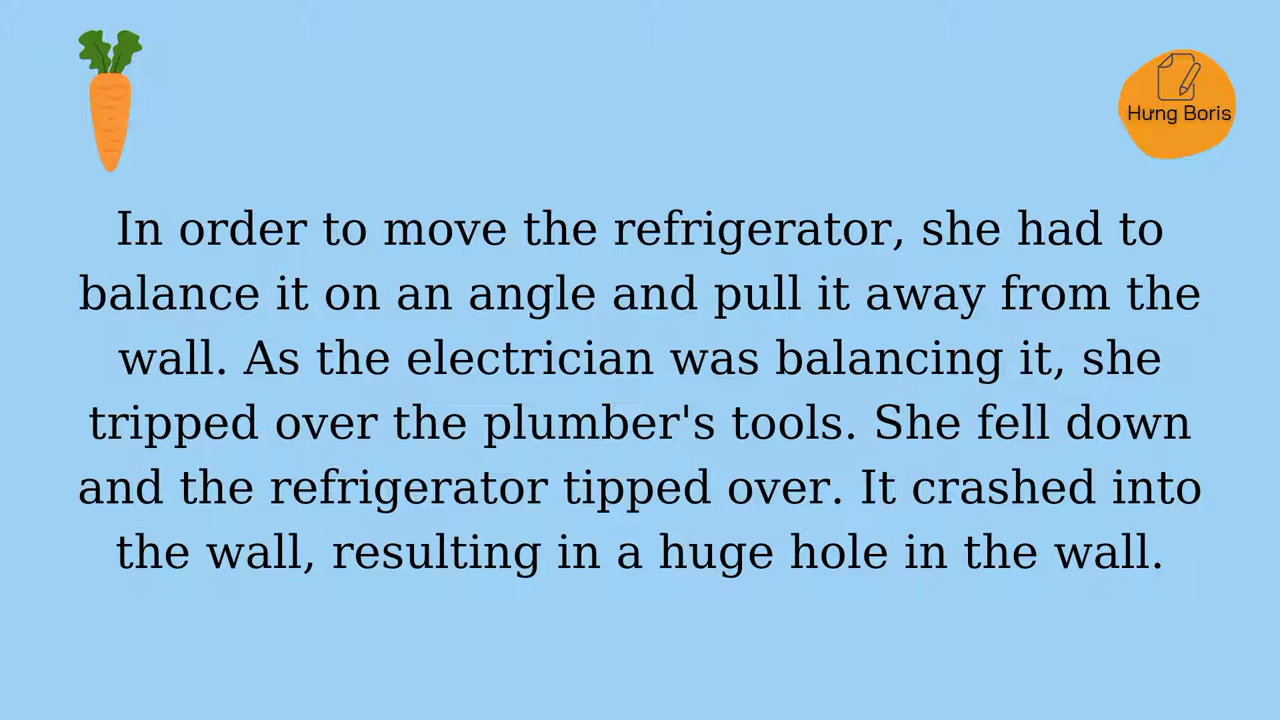 Hưng Boris
In order to move the refrigerator, she had to
balance it on an angle and pull it away from the
wall. As the electrician was balancing it, she
tripped over the plumber's tools. She fell down
and the refrigerator tipped over. It crashed into
the wall, resulting in a huge hole in the wall.